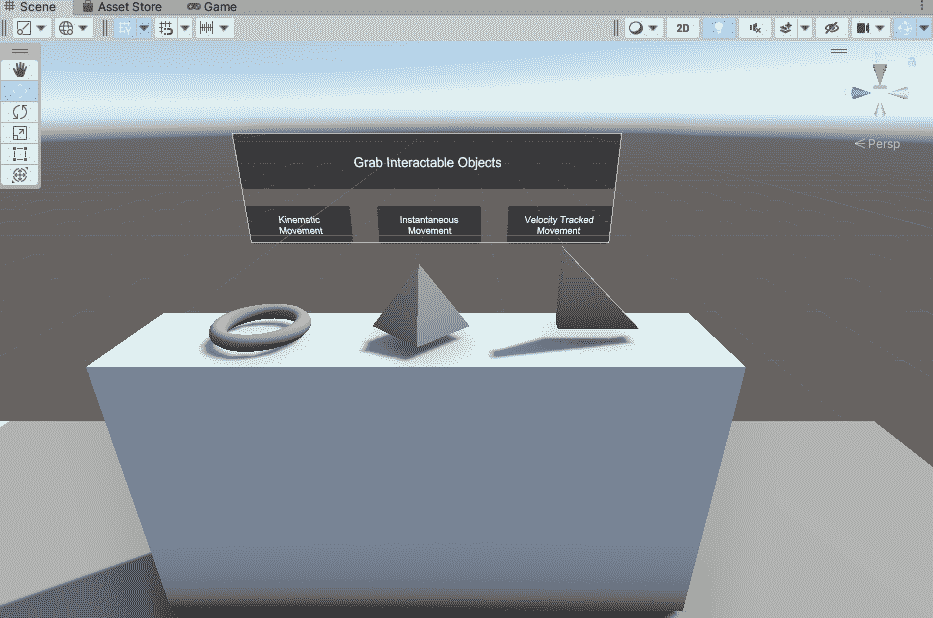 Scene Asset Store Game
2D
Persp
Grab Interactable Objects
Kinematic
Movement
Instantaneous
Movement
Velocity Tracked
Movement